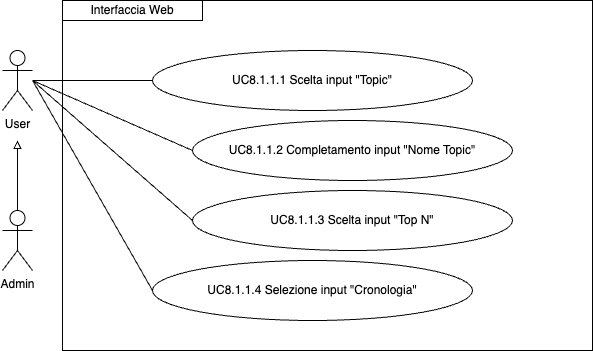 Interfaccia Web
UC8.1.1.1 Scelta input "Topic"
User
UC8.1.1.2 Completamento input "Nome Topic"
UC8.1.1.3 Scelta input "Top N"
Admin
UC8.1.1.4 Selezione input "Cronologia"